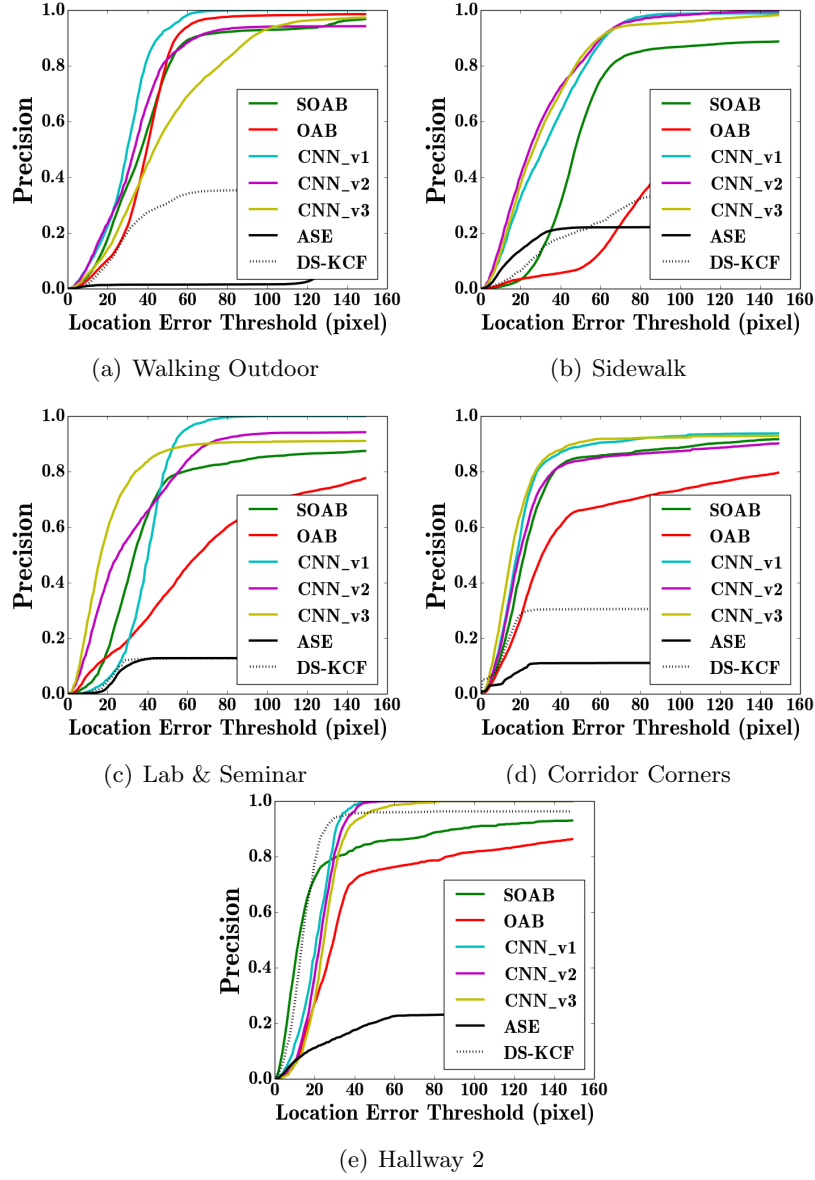 1.0
0.8
0.6
0.4
0.2
0.0
Precision
0 20 40 60 80 100 120 140 160
Location Error Threshold (pixel)
SOAB
OAB
CNN_v1
CNN_v2
CNN_v3
ASE
DS-KCF
(a) Walking Outdoor
1.0
0.8
0.6
0.4
0.2
0.0
Precision
0 20 40 60 80 100 120 140 160
Location Error Threshold (pixel)
SOAB
OAB
CNN_v1
CNN_v2
CNN_v3
ASE
DS-KCF
(b) Sidewalk
1.0
0.8
0.6
0.4
0.2
0.0
Precision
0 20 40 60 80 100 120 140 160
Location Error Threshold (pixel)
SOAB
OAB
CNN_v1
CNN_v2
CNN_v3
ASE
DS-KCF
(c) Lab & Seminar
1.0
0.8
0.6
0.4
0.2
0.0
Precision
0 20 40 60 80 100 120 140 160
Location Error Threshold (pixel)
SOAB
OAB
CNN_v1
CNN_v2
CNN_v3
ASE
DS-KCF
(d) Corridor Corners
1.0
0.8
0.6
0.4
0.2
0.0
Precision
0 20 40 60 80 100 120 140 160
Location Error Threshold (pixel)
SOAB
OAB
CNN_v1
CNN_v2
CNN_v3
ASE
DS-KCF
(e) Hallway 2